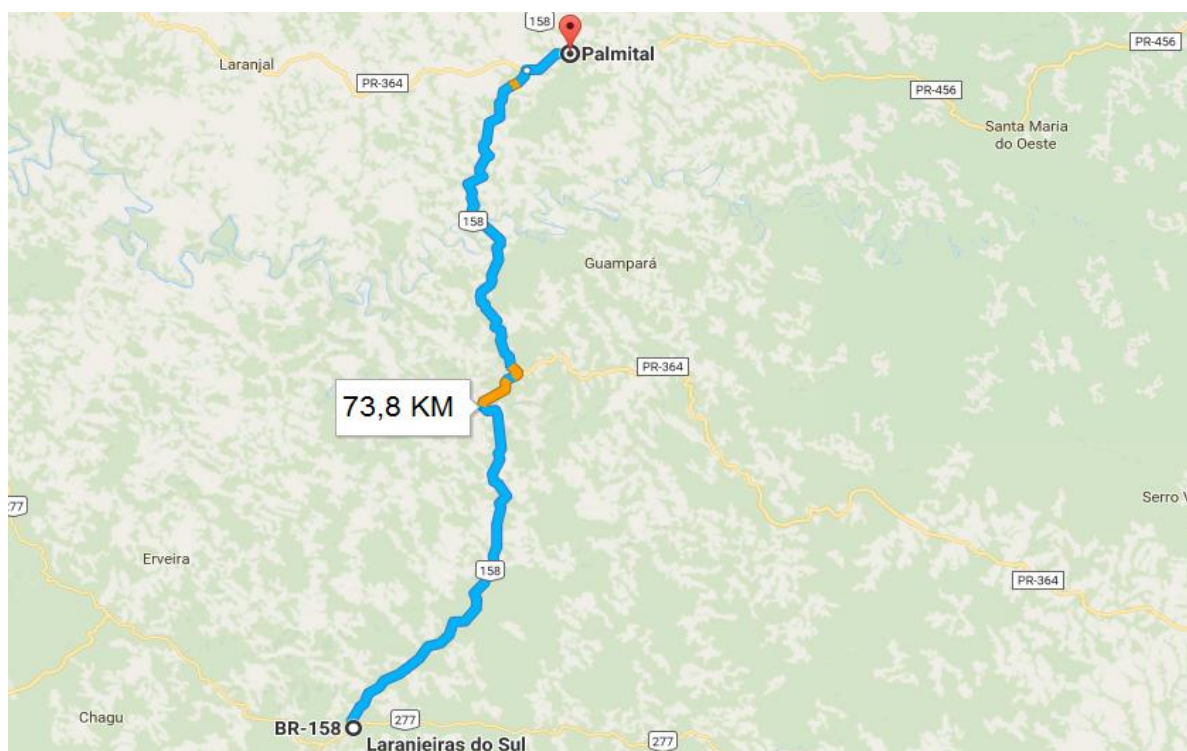 158
Palmital
PR-456
Laranjal
PR-364
PR-456
Santa Maria
do Oeste
158
Guampará
PR-364
73,8 KM
277
Serro V
Erveira
158
PR-364
Chagu
BR-158
277
Laranjeiras do Sul
277